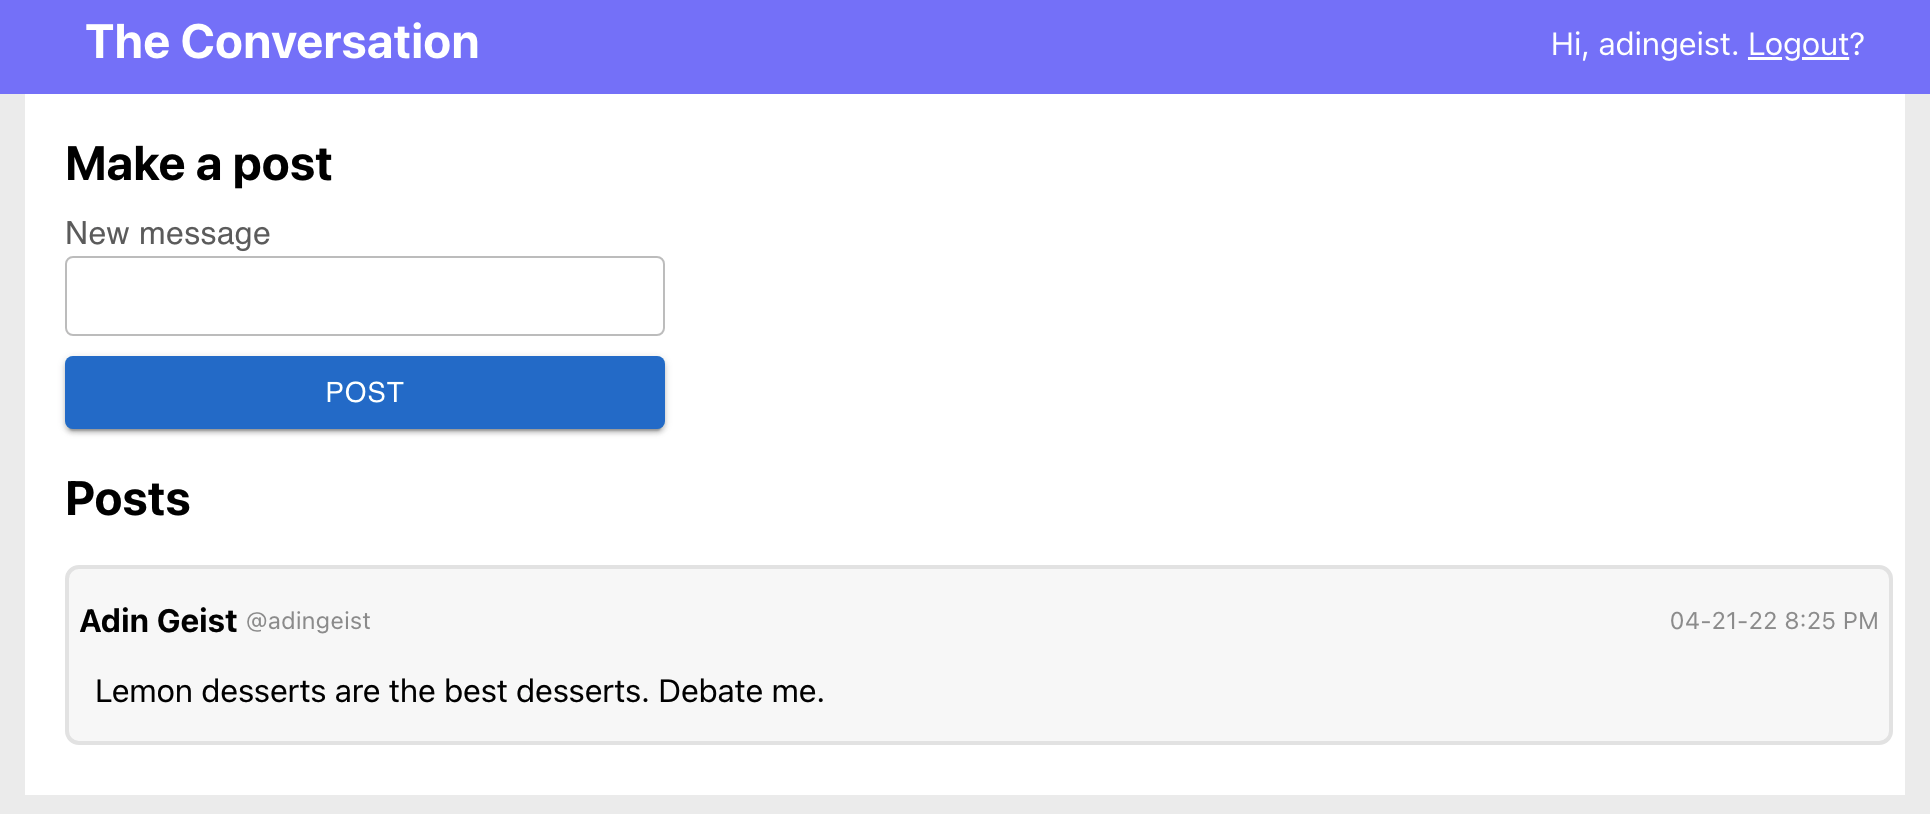 The Conversation
Hi, adingeist. Logout?
Make a post
New message
POST
Posts
Adin Geist @adingeist 04-21-22 8:25 PM
Lemon desserts are the best desserts. Debate me.